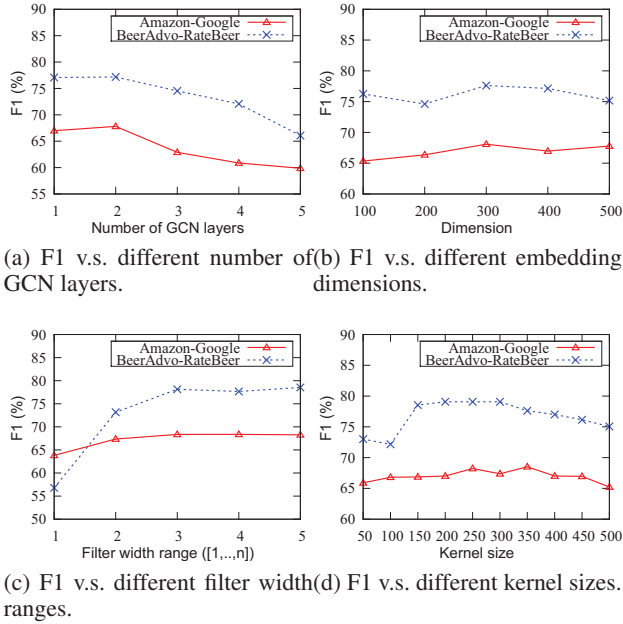 90
85
80
75
70
65
60
55
F1 (%)
Amazon-Google
BeerAdvo-RateBeer
1 2 3 4 5
Number of GCN layers
90
85
80
75
70
65
60
F1 (%)
Amazon-Google
BeerAdvo-RateBeer
100 200 300 400 500
Dimension
(a) F1 v.s. different number of
GCN layers.
(b) F1 v.s. different embedding
dimensions.
90
85
80
75
70
65
60
55
50
F1 (%)
Amazon-Google
BeerAdvo-RateBeer
1 2 3 4 5
Filter width range ([1,..,n])
90
85
80
75
70
65
60
F1 (%)
Amazon-Google
BeerAdvo-RateBeer
50 100 150 200 250 300 350 400 450 500
Kernel size
(c) F1 v.s. different filter width
ranges.
(d) F1 v.s. different kernel sizes.